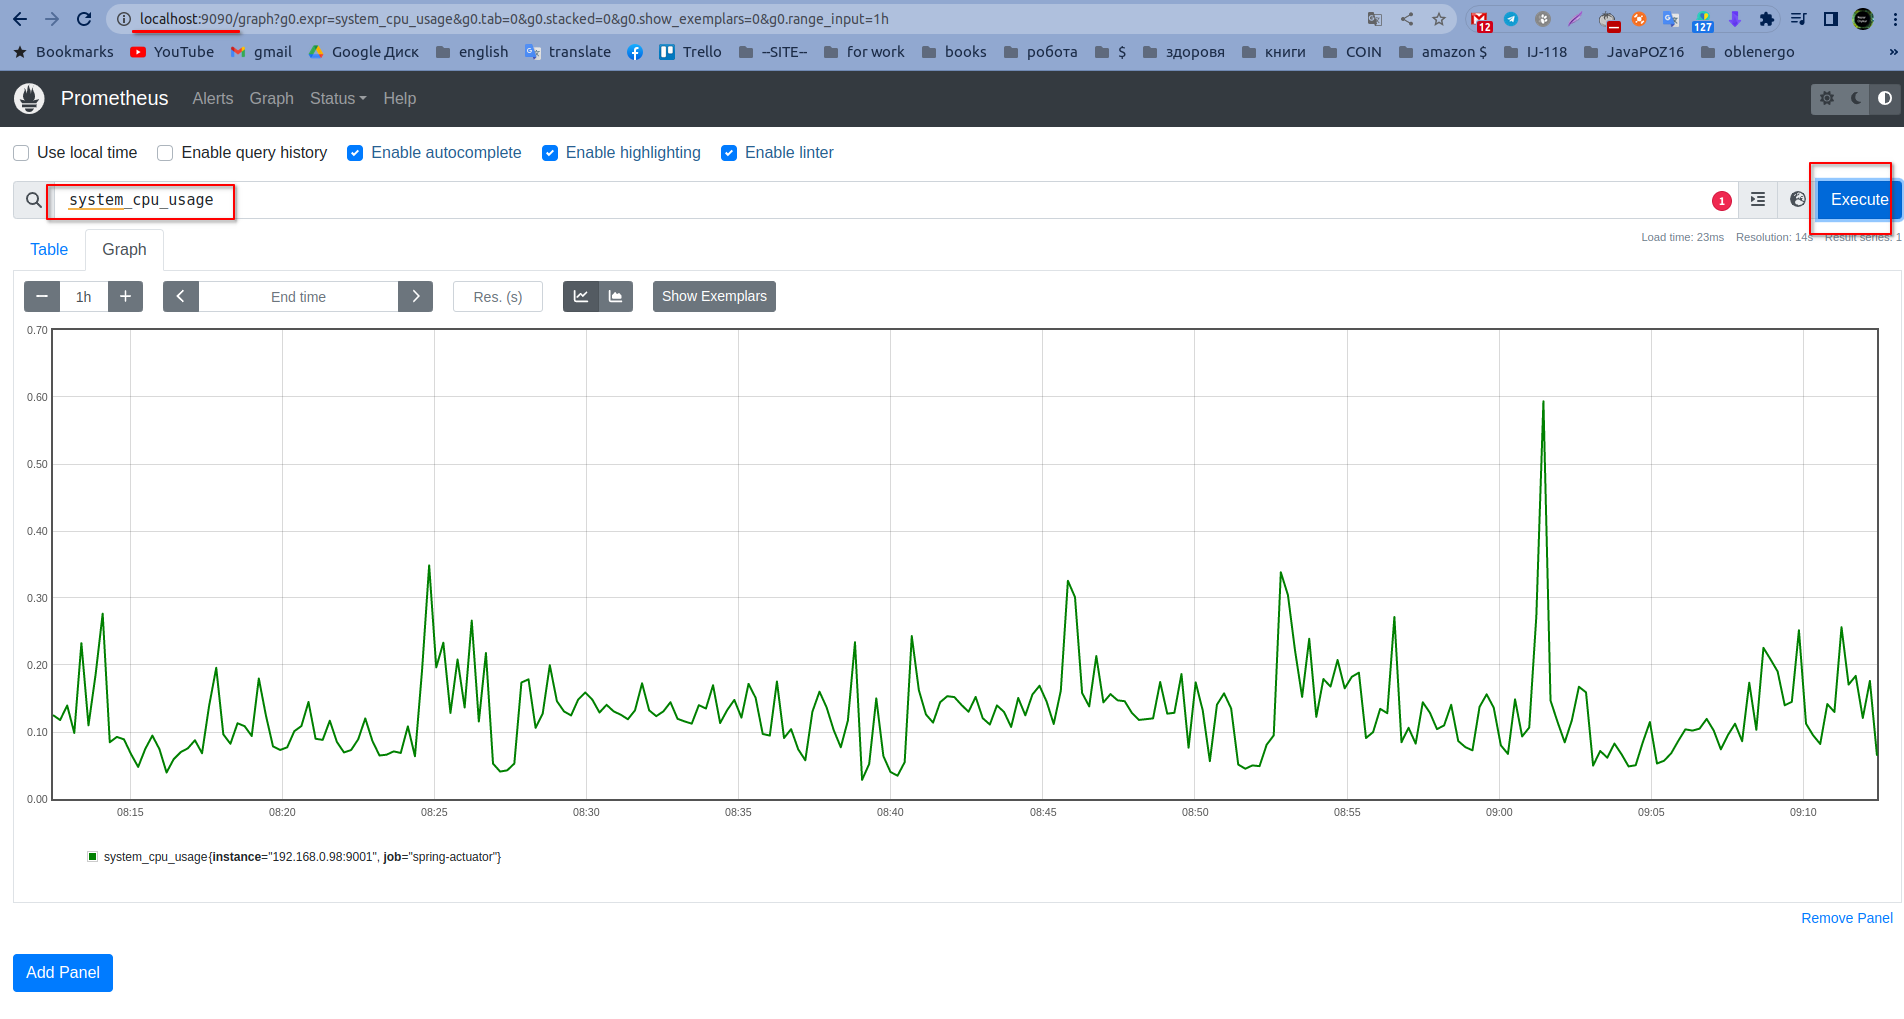 localhost:9090/graph?g0.expr=system_cpu_usage&g0.tab=0&g0.stacked=0&g0.show_exemplars=0&g0.range_input=1h
12
127
Bookmarks YouTube gmail Google Диск english translate Trello --SITE-- for work books робота $ здоровя книги COIN amazon $ IJ-118 JavaPOZ16 oblenergo »
Prometheus Alerts Graph Status Help
Use local time Enable query history Enable autocomplete Enable highlighting Enable linter
system_cpu_usage 1 Execute
Table Graph
Load time: 23ms Resolution: 14s Result series: 1
1h End time Res. (s) Show Exemplars
0.70
0.60
0.50
0.40
0.30
0.20
0.10
0.00
08:15 08:20 08:25 08:30 08:35 08:40 08:45 08:50 08:55 09:00 09:05 09:10
system_cpu_usage{instance="192.168.0.98:9001", job="spring-actuator"}
Remove Panel
Add Panel